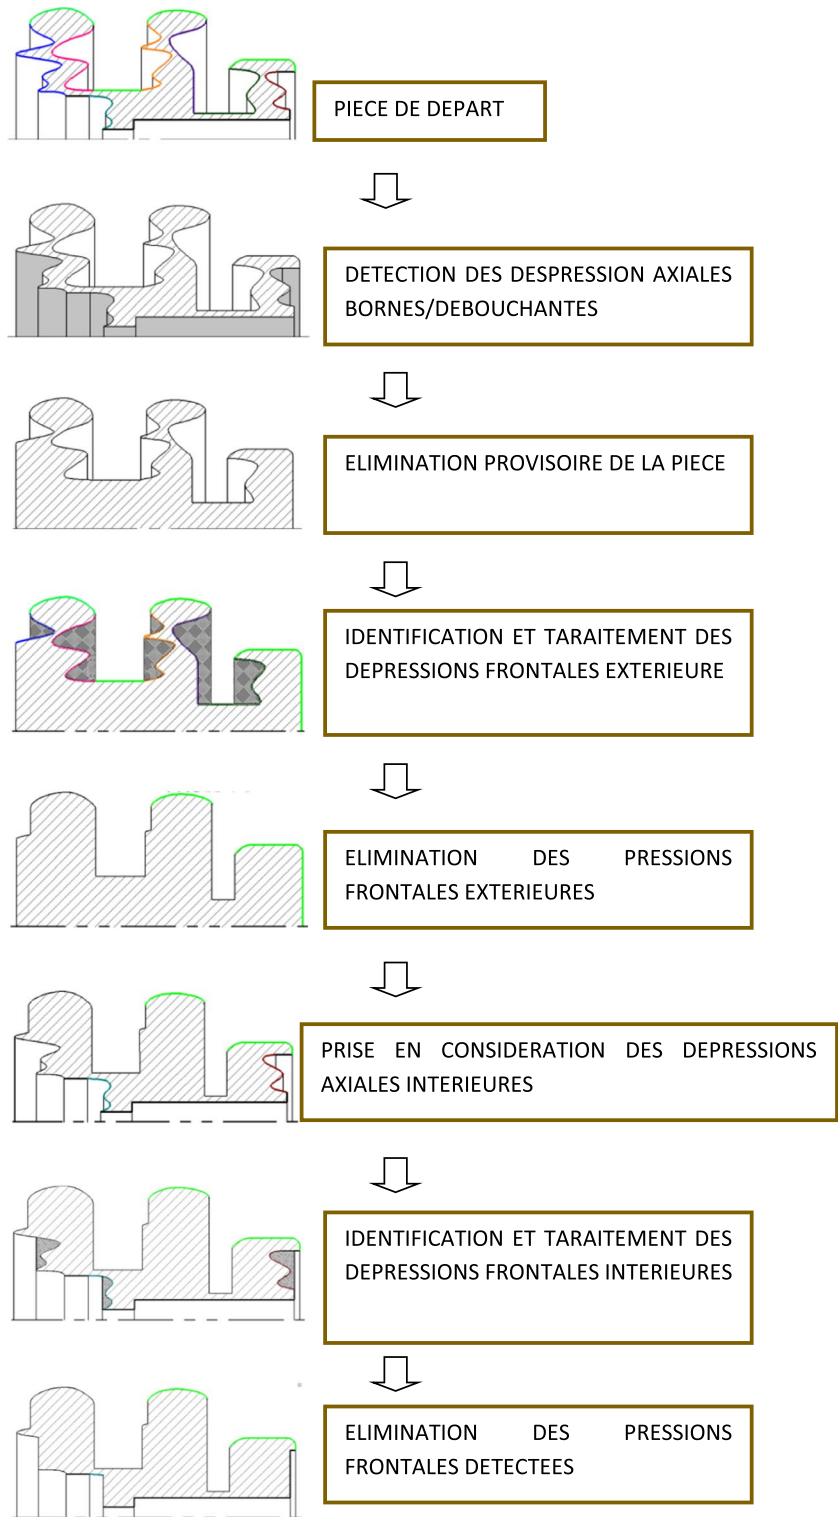 PIECE DE DEPART
DETECTION DES DESPRESSION AXIALES
BORNES/DEBOUCHANTES
ELIMINATION PROVISOIRE DE LA PIECE
IDENTIFICATION ET TARAITEMENT DES
DEPRESSIONS FRONTALES EXTERIEURE
ELIMINATION DES PRESSIONS
FRONTALES EXTERIEURES
PRISE EN CONSIDERATION DES DEPRESSIONS
AXIALES INTERIEURES
IDENTIFICATION ET TARAITEMENT DES
DEPRESSIONS FRONTALES INTERIEURES
ELIMINATION DES PRESSIONS
FRONTALES DETECTEES